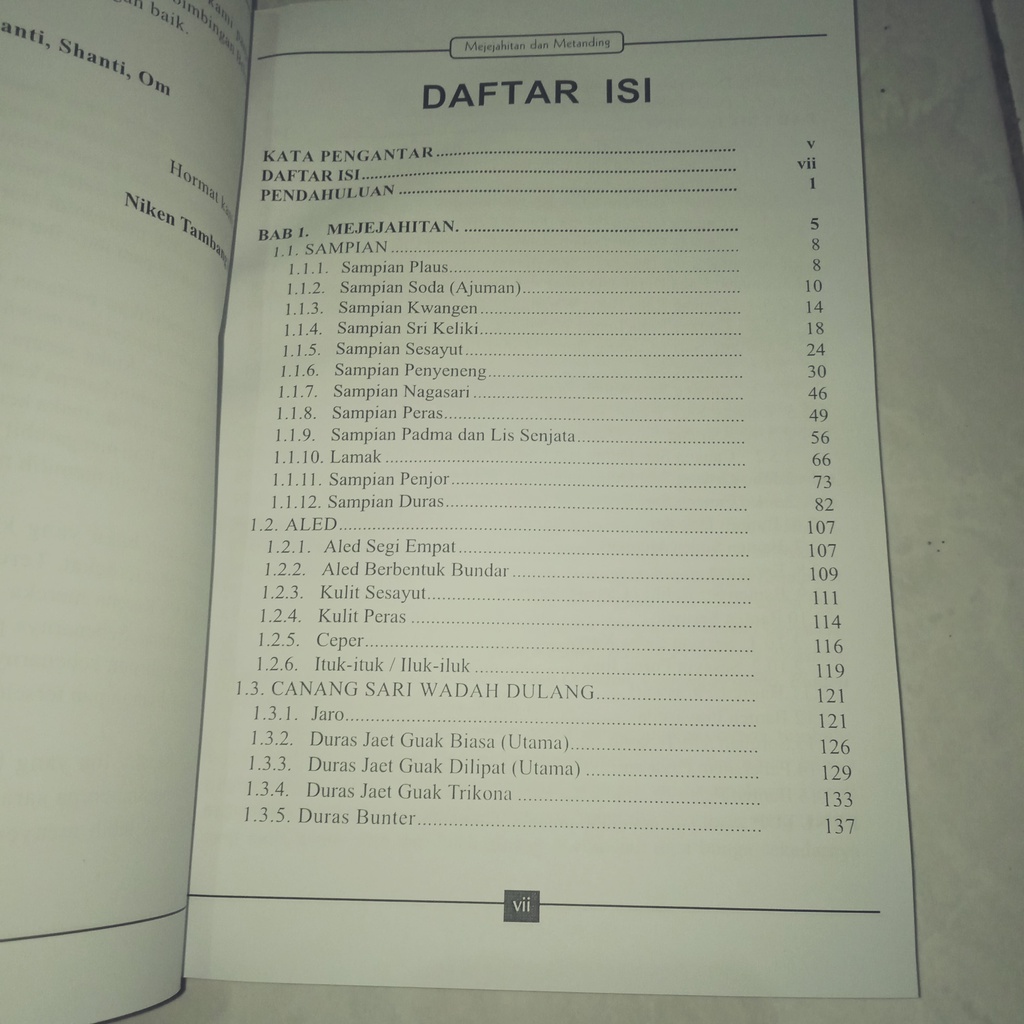 an baik.
anti, Shanti, Om
Hormat
Niken
Mejejahitan dan Metanding
DAFTAR ISI
KATA PENGANTAR.......... v
DAFTAR ISI.......... vii
PENDAHULUAN .......... 1
BAB 1. MEJEJAHITAN. .......... 5
1.1. SAMPIAN.......... 8
1.1.1. Sampian Plaus.......... 8
1.1.2. Sampian Soda (Ajuman).......... 10
1.1.3. Sampian Kwangen.......... 14
1.1.4. Sampian Sri Keliki.......... 18
1.1.5. Sampian Sesayut.......... 24
1.1.6. Sampian Penyeneng.......... 30
1.1.7. Sampian Nagasari .......... 46
1.1.8. Sampian Peras.......... 49
1.1.9. Sampian Padma dan Lis Senjata.......... 56
1.1.10. Lamak .......... 66
1.1.11. Sampian Penjor.......... 73
1.1.12. Sampian Duras.......... 82
1.2. ALED.......... 107
1.2.1. Aled Segi Empat.......... 107
1.2.2. Aled Berbentuk Bundar .......... 109
1.2.3. Kulit Sesayut.......... 111
1.2.4. Kulit Peras .......... 114
1.2.5. Ceper.......... 116
1.2.6. Ituk-ituk / Iluk-iluk .......... 119
1.3. CANANG SARI WADAH DULANG.......... 121
1.3.1. Jaro.......... 121
1.3.2. Duras Jaet Guak Biasa (Utama).......... 126
1.3.3. Duras Jaet Guak Dilipat (Utama) .......... 129
1.3.4. Duras Jaet Guak Trikona .......... 133
1.3.5. Duras Bunter.......... 137
vii